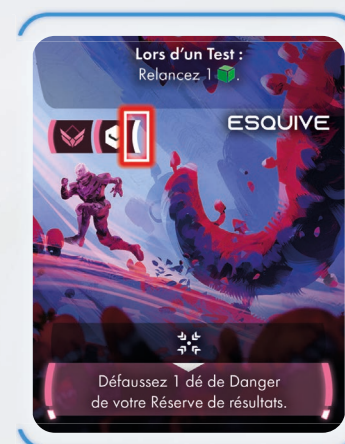 Lors d'un Test :
Relancez 1 .
ESQUIVE
Défaussez 1 dé de Danger
de votre Réserve de résultats.